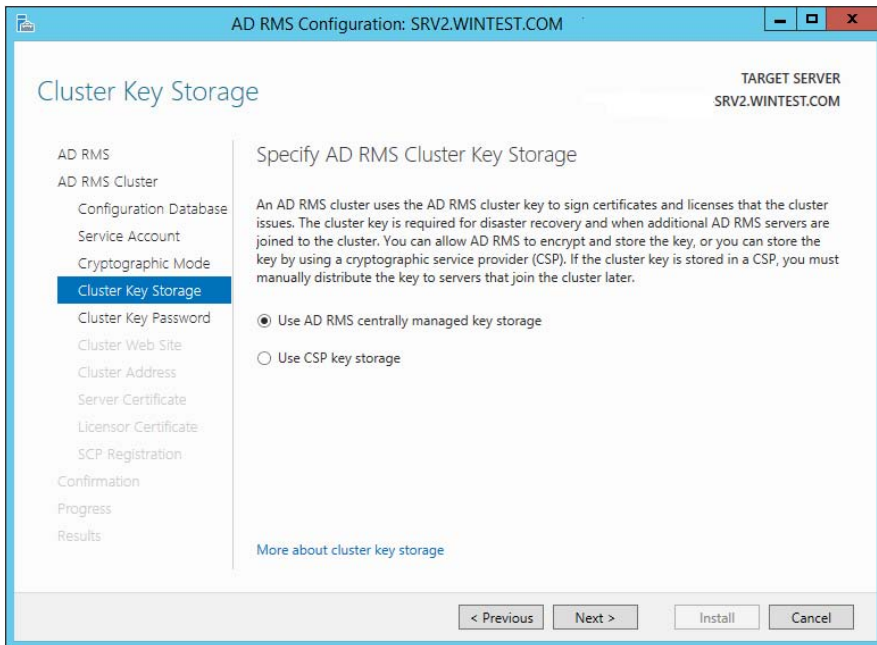 AD RMS Configuration: SRV2.WINTEST.COM
Cluster Key Storage
TARGET SERVER
SRV2.WINTEST.COM
AD RMS
AD RMS Cluster
Configuration Database
Service Account
Cryptographic Mode
Cluster Key Storage
Cluster Key Password
Cluster Web Site
Cluster Address
Server Certificate
Licensor Certificate
SCP Registration
Confirmation
Progress
Results
Specify AD RMS Cluster Key Storage
An AD RMS cluster uses the AD RMS cluster key to sign certificates and licenses that the cluster
issues. The cluster key is required for disaster recovery and when additional AD RMS servers are
joined to the cluster. You can allow AD RMS to encrypt and store the key, or you can store the
key by using a cryptographic service provider (CSP). If the cluster key is stored in a CSP, you must
manually distribute the key to servers that join the cluster later.
Use AD RMS centrally managed key storage
Use CSP key storage
More about cluster key storage
< Previous
Next >
Install
Cancel